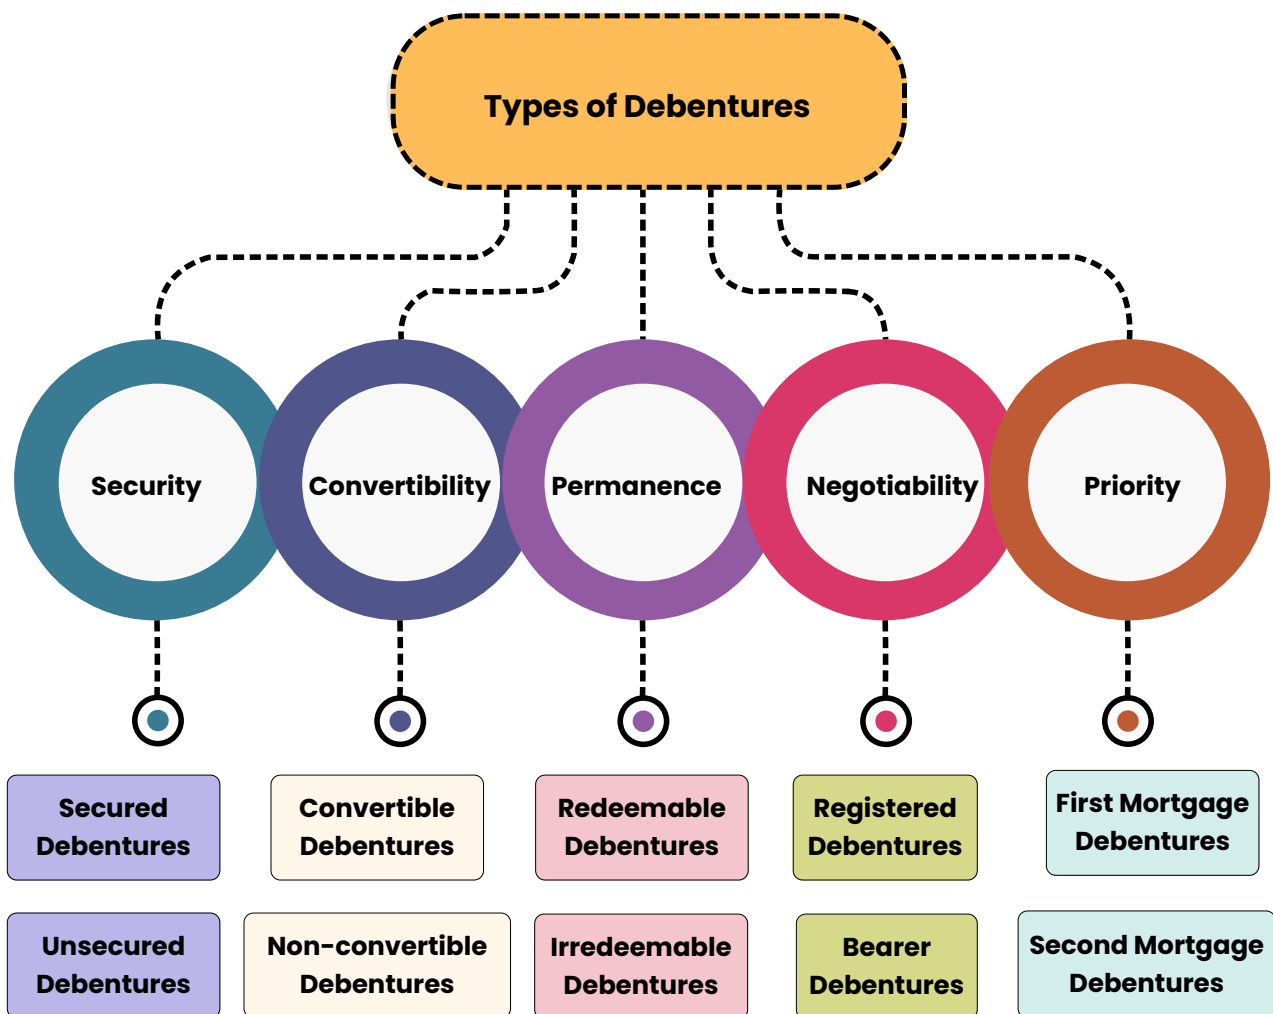 Types of Debentures
Security
Convertibility
Permanence
Negotiability
Priority
Secured
Debentures
Convertible
Debentures
Redeemable
Debentures
Registered
Debentures
First Mortgage
Debentures
Unsecured
Debentures
Non-convertible
Debentures
Irredeemable
Debentures
Bearer
Debentures
Second Mortgage
Debentures